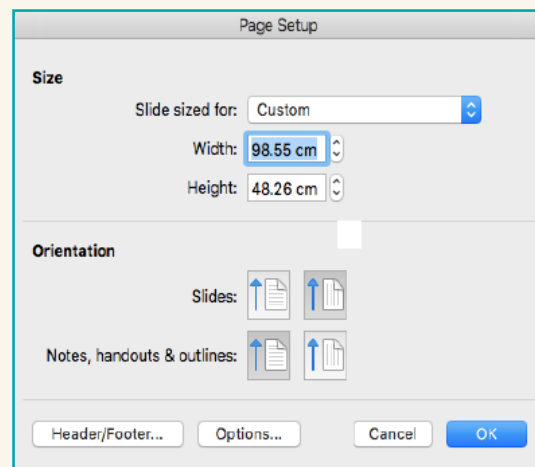 Page Setup
Size
Slide sized for: Custom
Width: 98.55 cm
Height: 48.26 cm
Orientation
Slides:
Notes, handouts & outlines:
Header/Footer... Options... Cancel OK